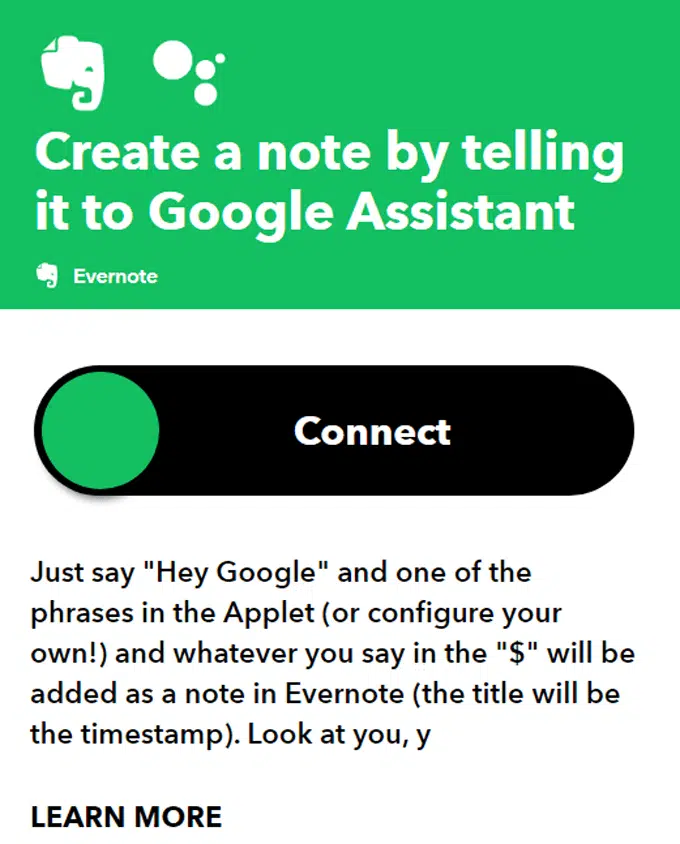 Create a note by telling
it to Google Assistant
Evernote
Connect
Just say "Hey Google" and one of the
phrases in the Applet (or configure your
own!) and whatever you say in the "$" will be
added as a note in Evernote (the title will be
the timestamp). Look at you, y
LEARN MORE